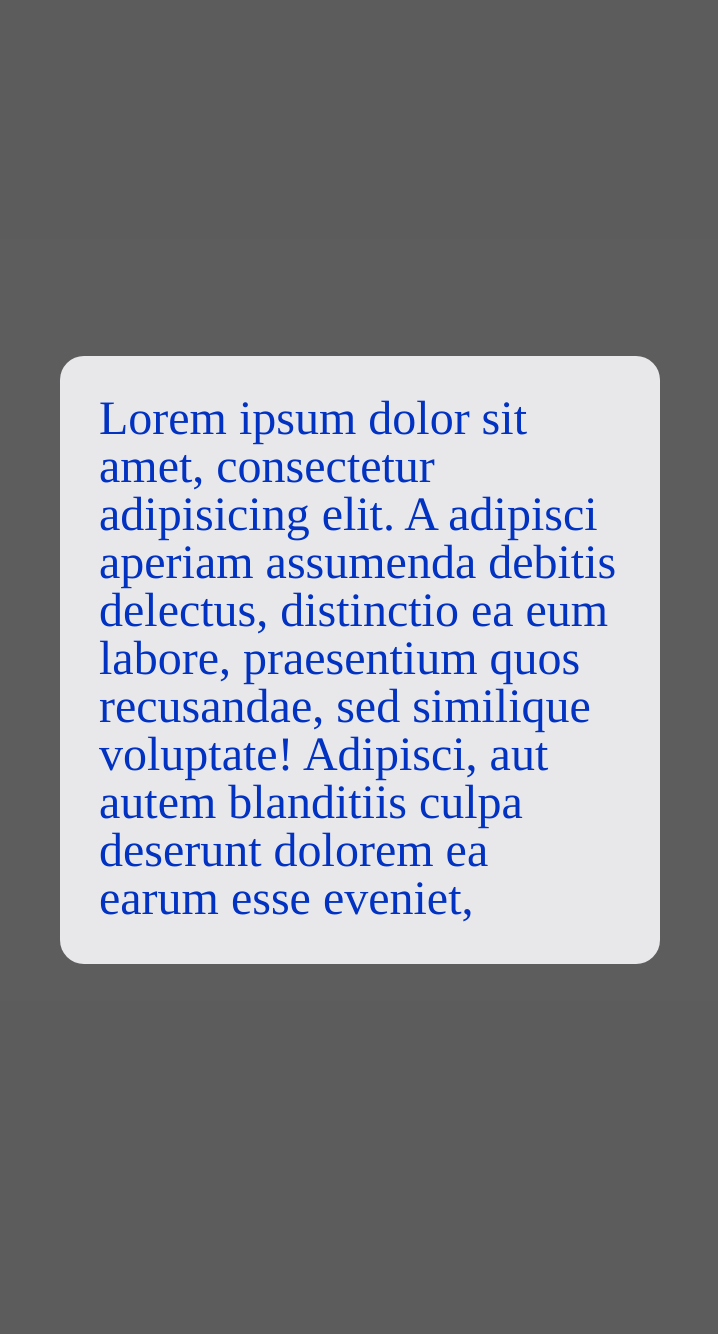 Lorem ipsum dolor sit
amet, consectetur
adipisicing elit. A adipisci
aperiam assumenda debitis
delectus, distinctio ea eum
labore, praesentium quos
recusandae, sed similique
voluptate! Adipisci, aut
autem blanditiis culpa
deserunt dolorem ea
earum esse eveniet,